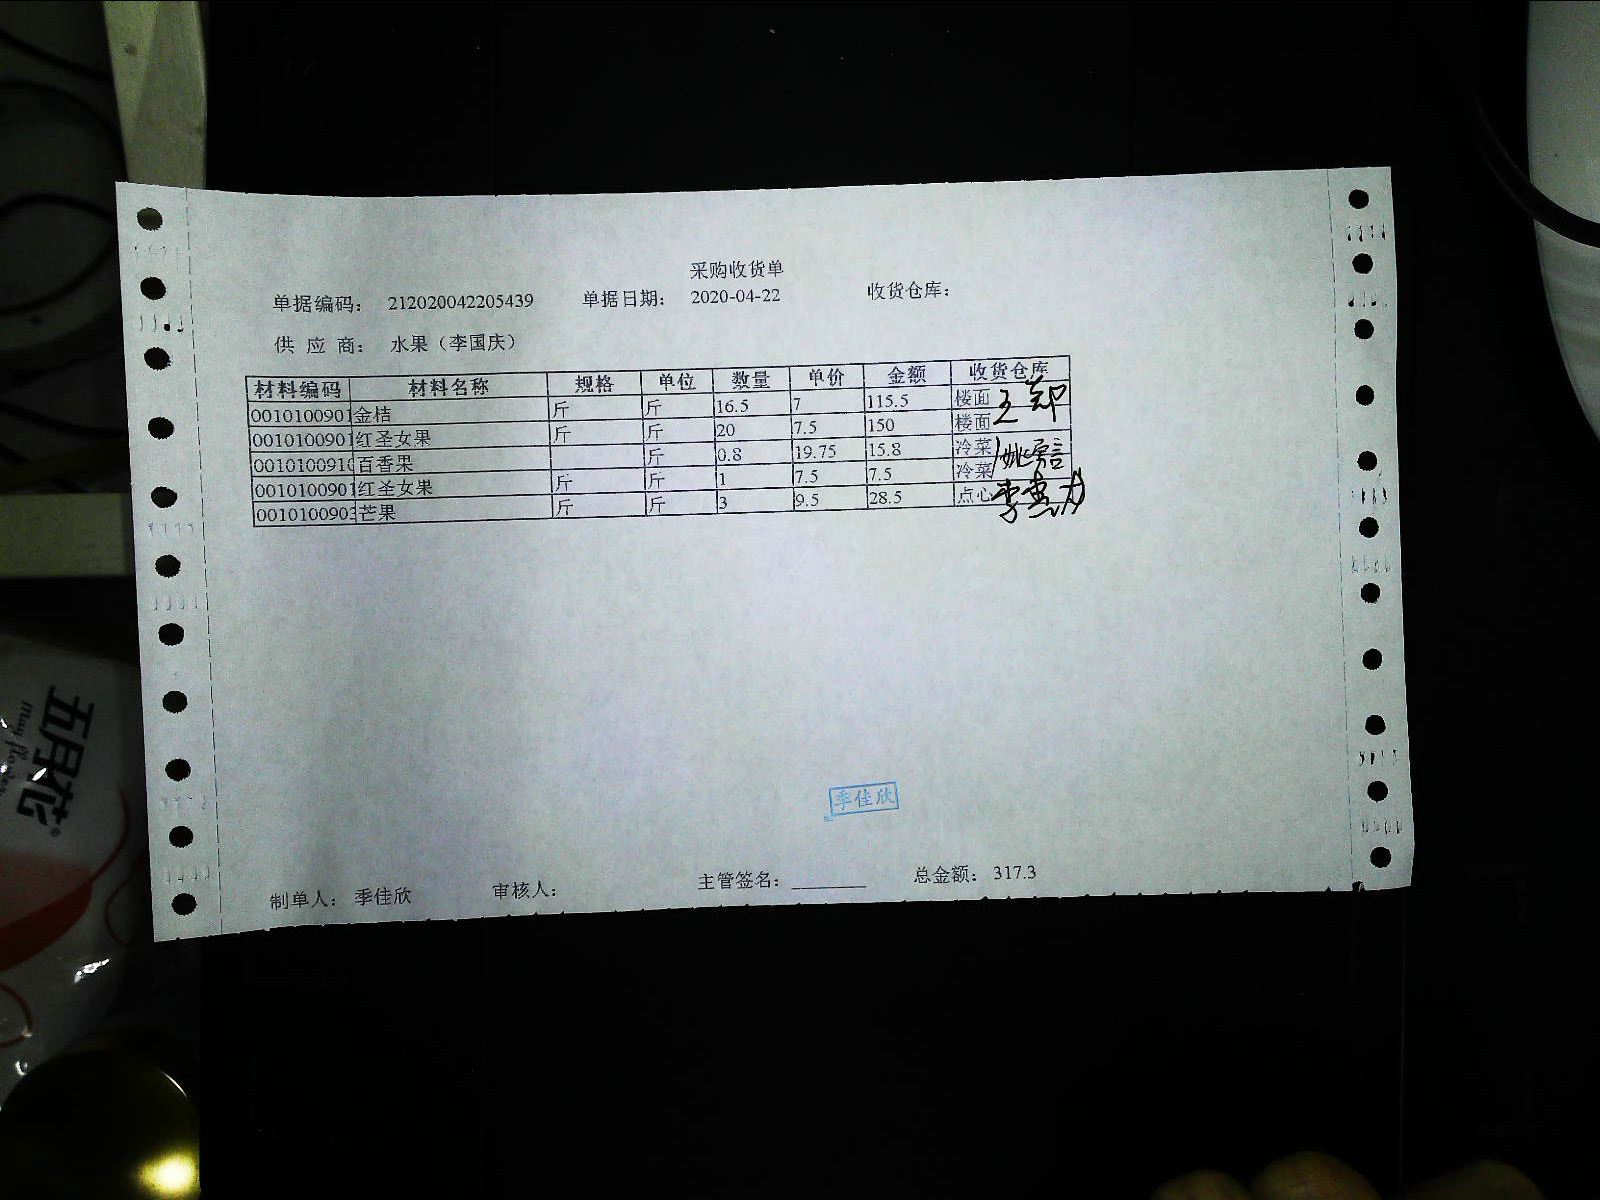 采购收货单
单据编码： 212020042205439 单据日期： 2020-04-22 收货仓库：
供 应 商： 水果（李国庆）
材料编码 材料名称 规格 单位 数量 单价 金额 收货仓库
0010100901 金桔 斤 斤 16.5 7 115.5 楼面
0010100901 红圣女果 斤 斤 20 7.5 150 楼面
0010100910 百香果 斤 0.8 19.75 15.8 冷菜
0010100901 红圣女果 斤 斤 1 7.5 7.5 冷菜
0010100903 芒果 斤 斤 3 9.5 28.5 点心
季佳欣
制单人： 季佳欣 审核人： 主管签名：________ 总金额： 317.3
五月花